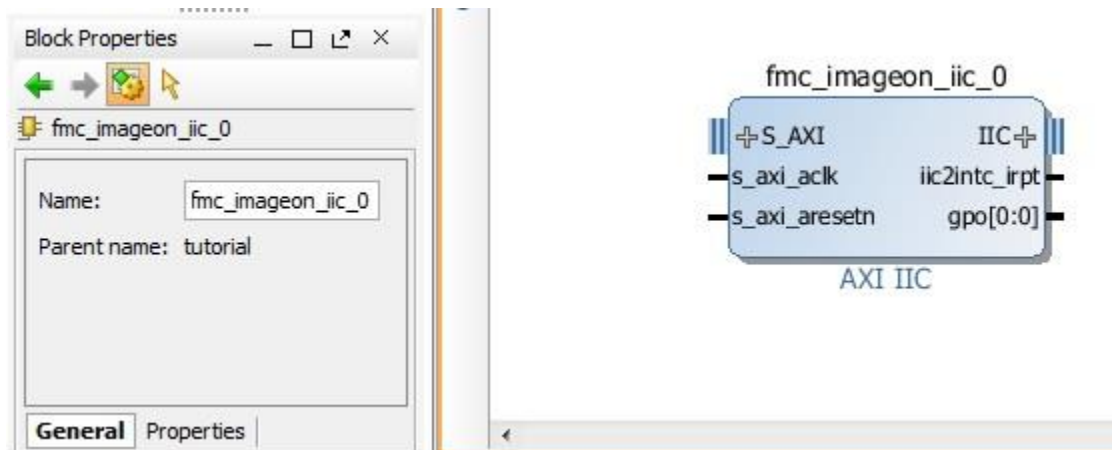 Block Properties
fmc_imageon_iic_0
Name: fmc_imageon_iic_0
Parent name: tutorial
General Properties
fmc_imageon_iic_0
S_AXI IIC
s_axi_aclk iic2intc_irpt
s_axi_aresetn gpo[0:0]
AXI IIC